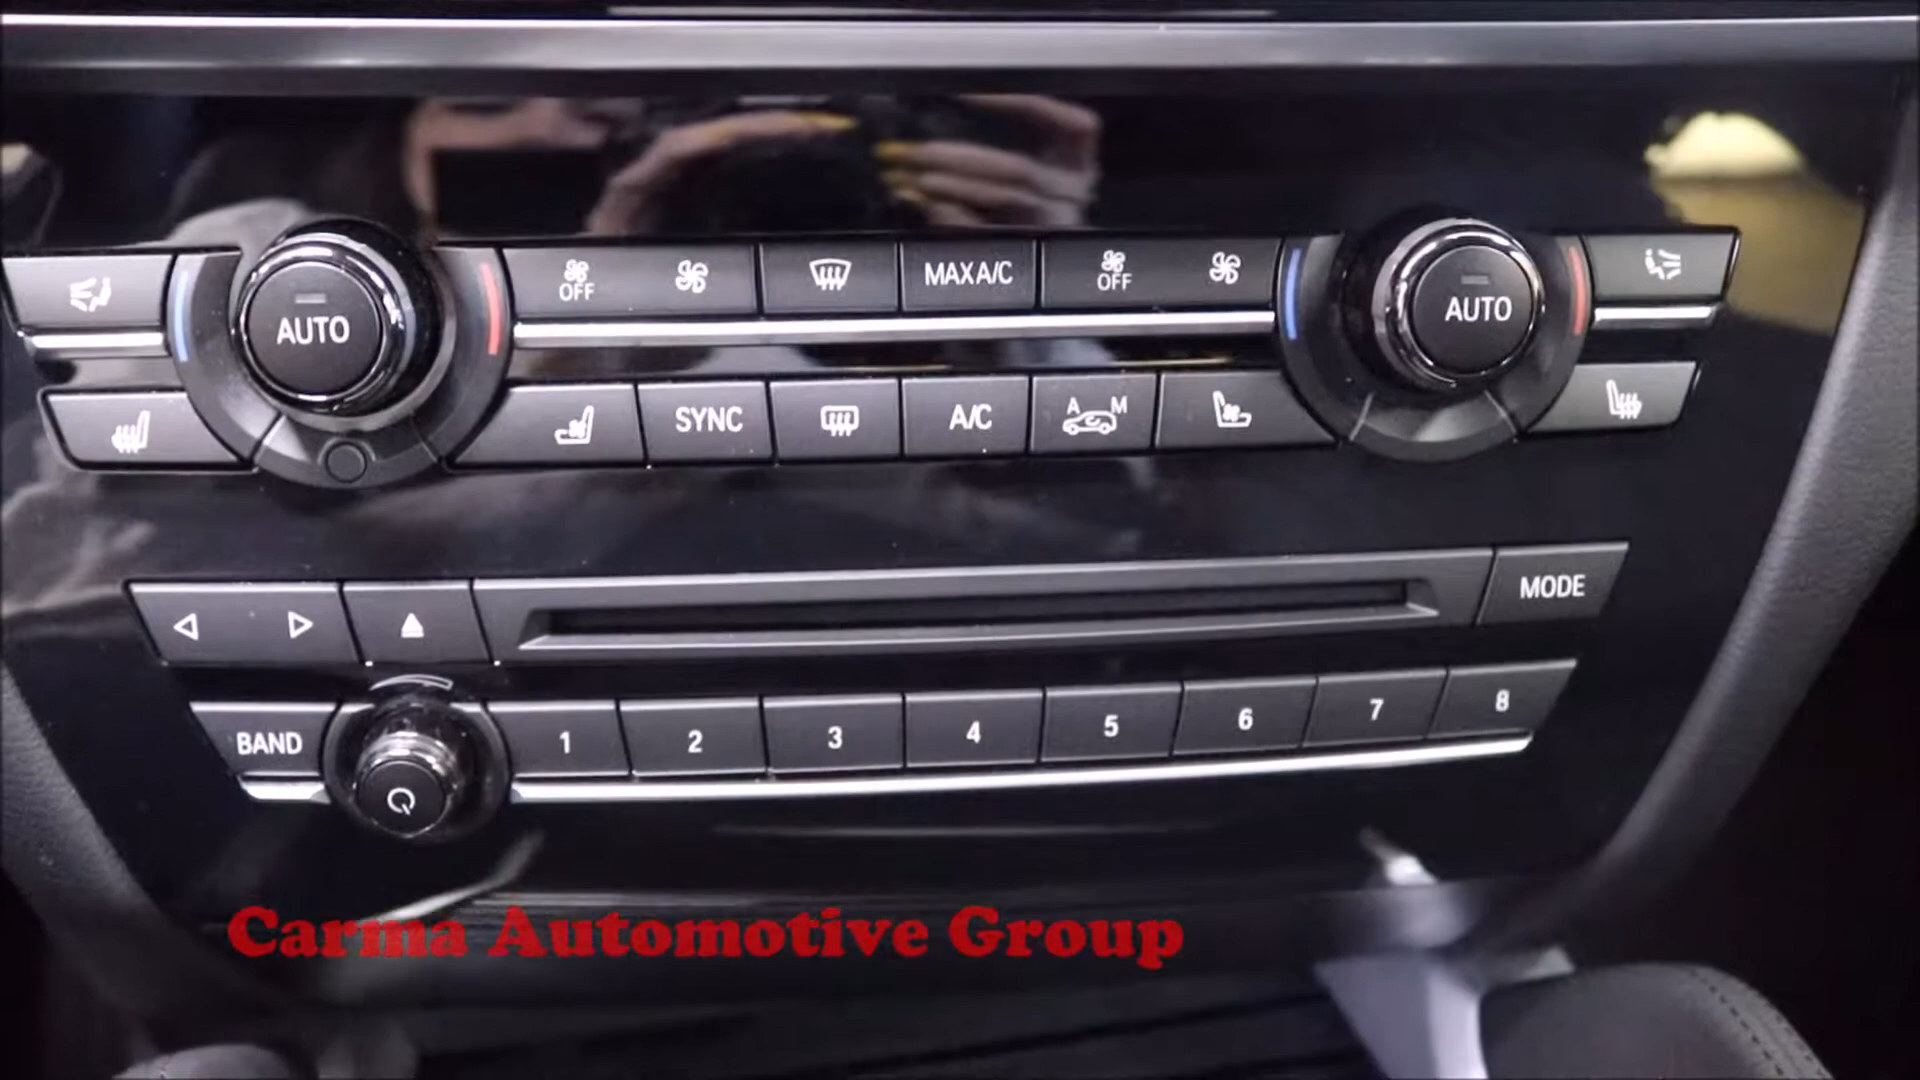 OFF MAX A/C OFF
AUTO AUTO
SYNC A/C A M
MODE
BAND 1 2 3 4 5 6 7 8
Carma Automotive Group